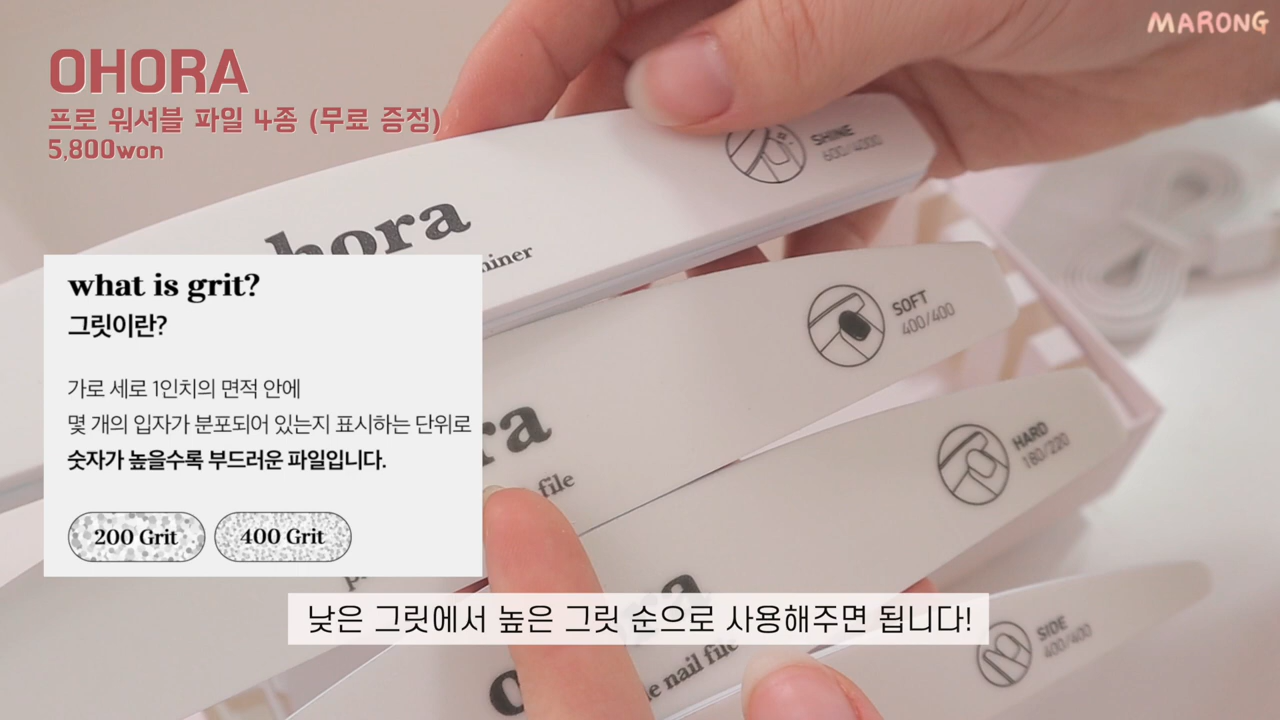 MARONG
OHORA
프로 워셔블 파일 4종 (무료 증정)
5,800won
SHINE
600/4000
hora
hiner
SOFT
400/400
ra
file
HARD
180/220
SIDE
400/400
a
e nail file
what is grit?
그릿이란?
가로 세로 1인치의 면적 안에
몇 개의 입자가 분포되어 있는지 표시하는 단위로
숫자가 높을수록 부드러운 파일입니다.
200 Grit
400 Grit
낮은 그릿에서 높은 그릿 순으로 사용해주면 됩니다!